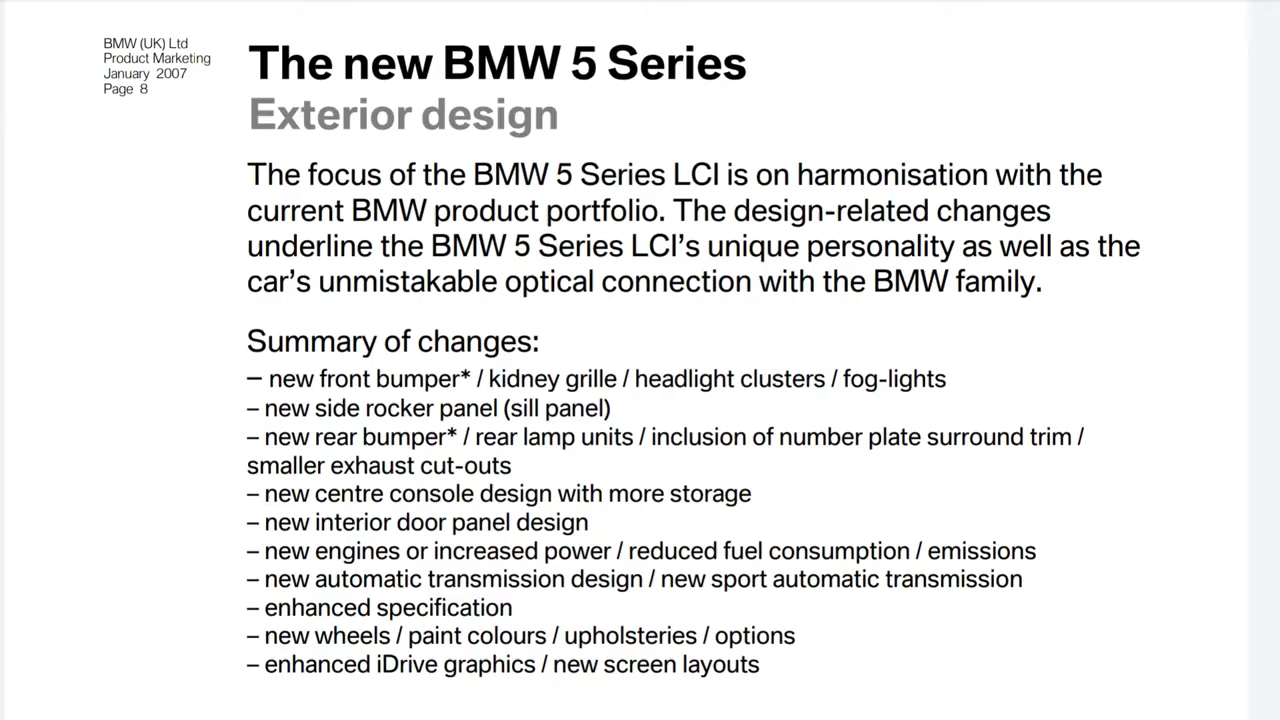 BMW (UK) Ltd
Product Marketing
January 2007
Page 8
The new BMW 5 Series
Exterior design
The focus of the BMW 5 Series LCI is on harmonisation with the
current BMW product portfolio. The design-related changes
underline the BMW 5 Series LCI’s unique personality as well as the
car’s unmistakable optical connection with the BMW family.
Summary of changes:
– new front bumper* / kidney grille / headlight clusters / fog-lights
– new side rocker panel (sill panel)
– new rear bumper* / rear lamp units / inclusion of number plate surround trim /
smaller exhaust cut-outs
– new centre console design with more storage
– new interior door panel design
– new engines or increased power / reduced fuel consumption / emissions
– new automatic transmission design / new sport automatic transmission
– enhanced specification
– new wheels / paint colours / upholsteries / options
– enhanced iDrive graphics / new screen layouts